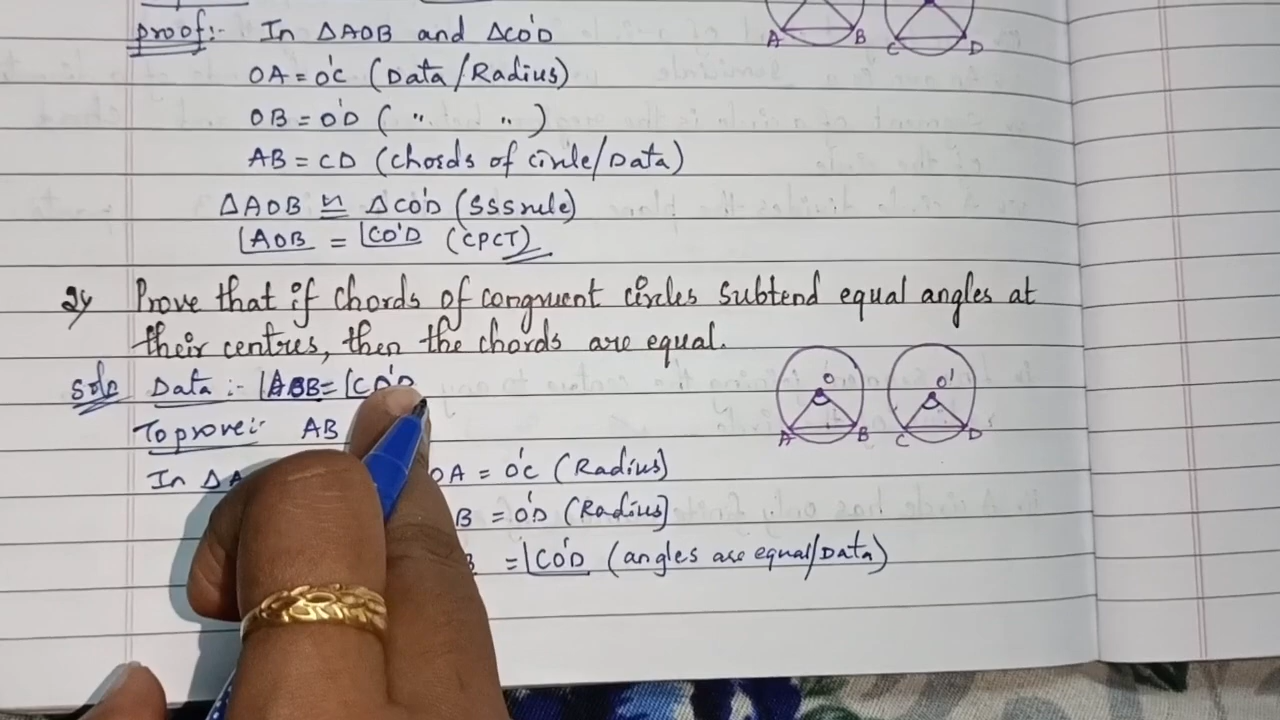 proof:- In ΔAOB and ΔCO'D
A B C D
OA = O'C (Data/Radius)
OB = O'D ( " " )
AB = CD (chords of circle/Data)
ΔAOB ≅ ΔCO'D (SSS rule)
∠AOB = ∠CO'D (CPCT)
2) Prove that if chords of congruent circles subtend equal angles at
their centres, then the chords are equal.
Soln Data :- ∠AOB = ∠CO'D
O O'
To prove:- AB
A B C D
In Δ OA = O'C (Radius)
B = O'D (Radius)
= ∠CO'D (angles are equal/Data)